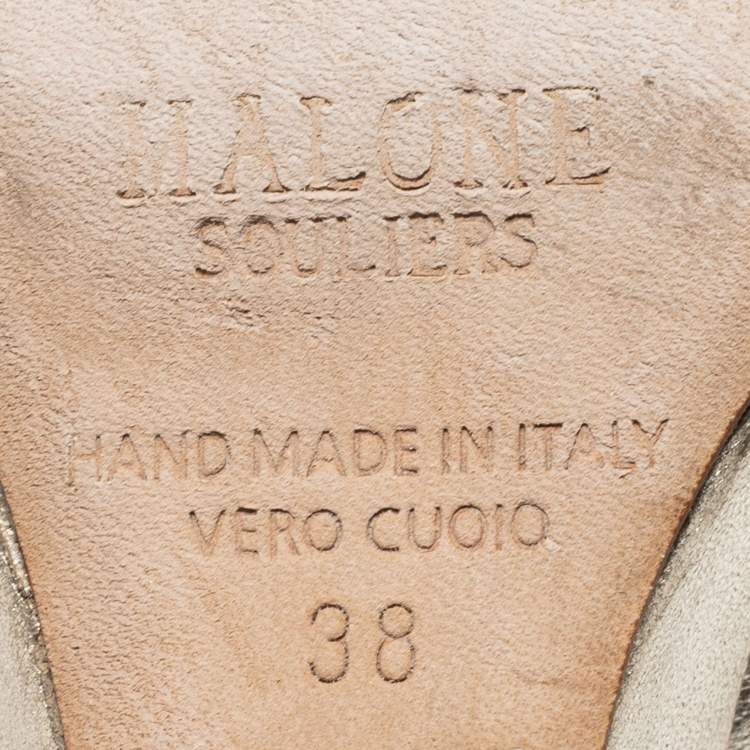 MALONE
SOULIERS
HAND MADE IN ITALY
VERO CUOIO
38